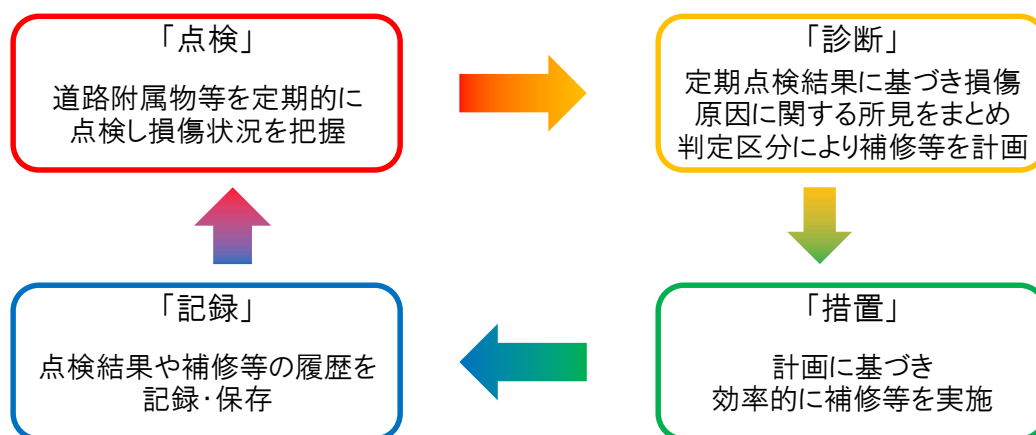 「点検」
道路附属物等を定期的に
点検し損傷状況を把握
「診断」
定期点検結果に基づき損傷
原因に関する所見をまとめ
判定区分により補修等を計画
「措置」
計画に基づき
効率的に補修等を実施
「記録」
点検結果や補修等の履歴を
記録・保存